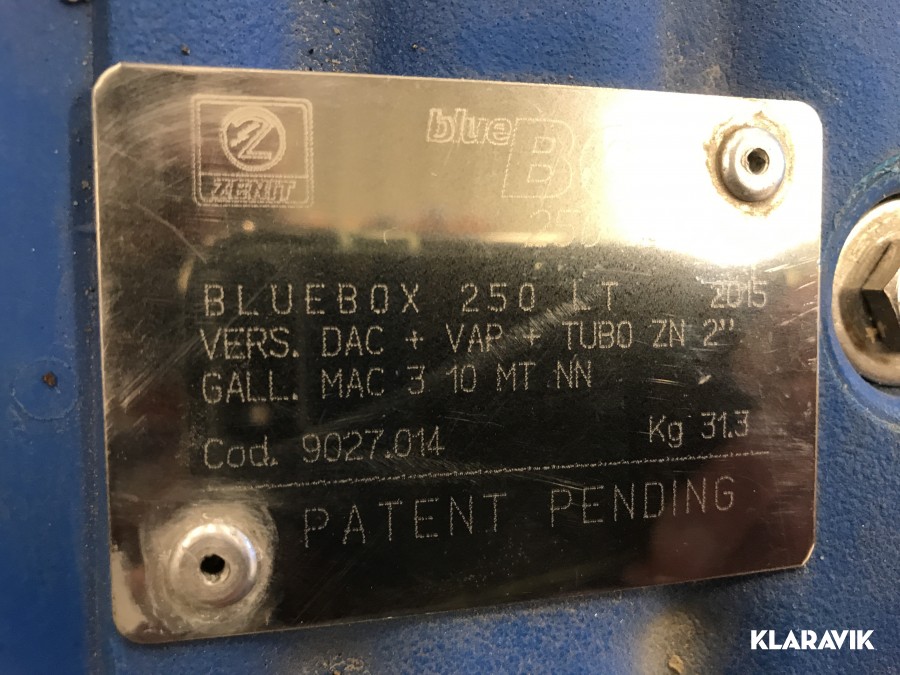 ZENIT
blue
250
BLUEBOX 250 LT 2015
VERS. DAC + VAP + TUBO ZN 2"
GALL. MAC 3 10 MT NN
Cod. 9027.014 Kg 31.3
PATENT PENDING
KLARAVIK